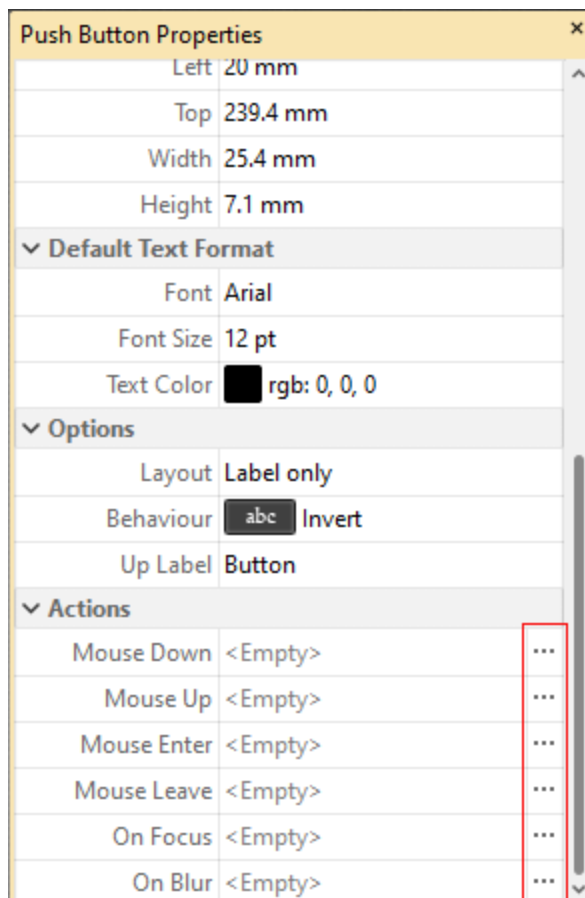 Push Button Properties ×
Left 20 mm
Top 239.4 mm
Width 25.4 mm
Height 7.1 mm
Default Text Format
Font Arial
Font Size 12 pt
Text Color rgb: 0, 0, 0
Options
Layout Label only
Behaviour abc Invert
Up Label Button
Actions
Mouse Down <Empty> ...
Mouse Up <Empty> ...
Mouse Enter <Empty> ...
Mouse Leave <Empty> ...
On Focus <Empty> ...
On Blur <Empty> ...